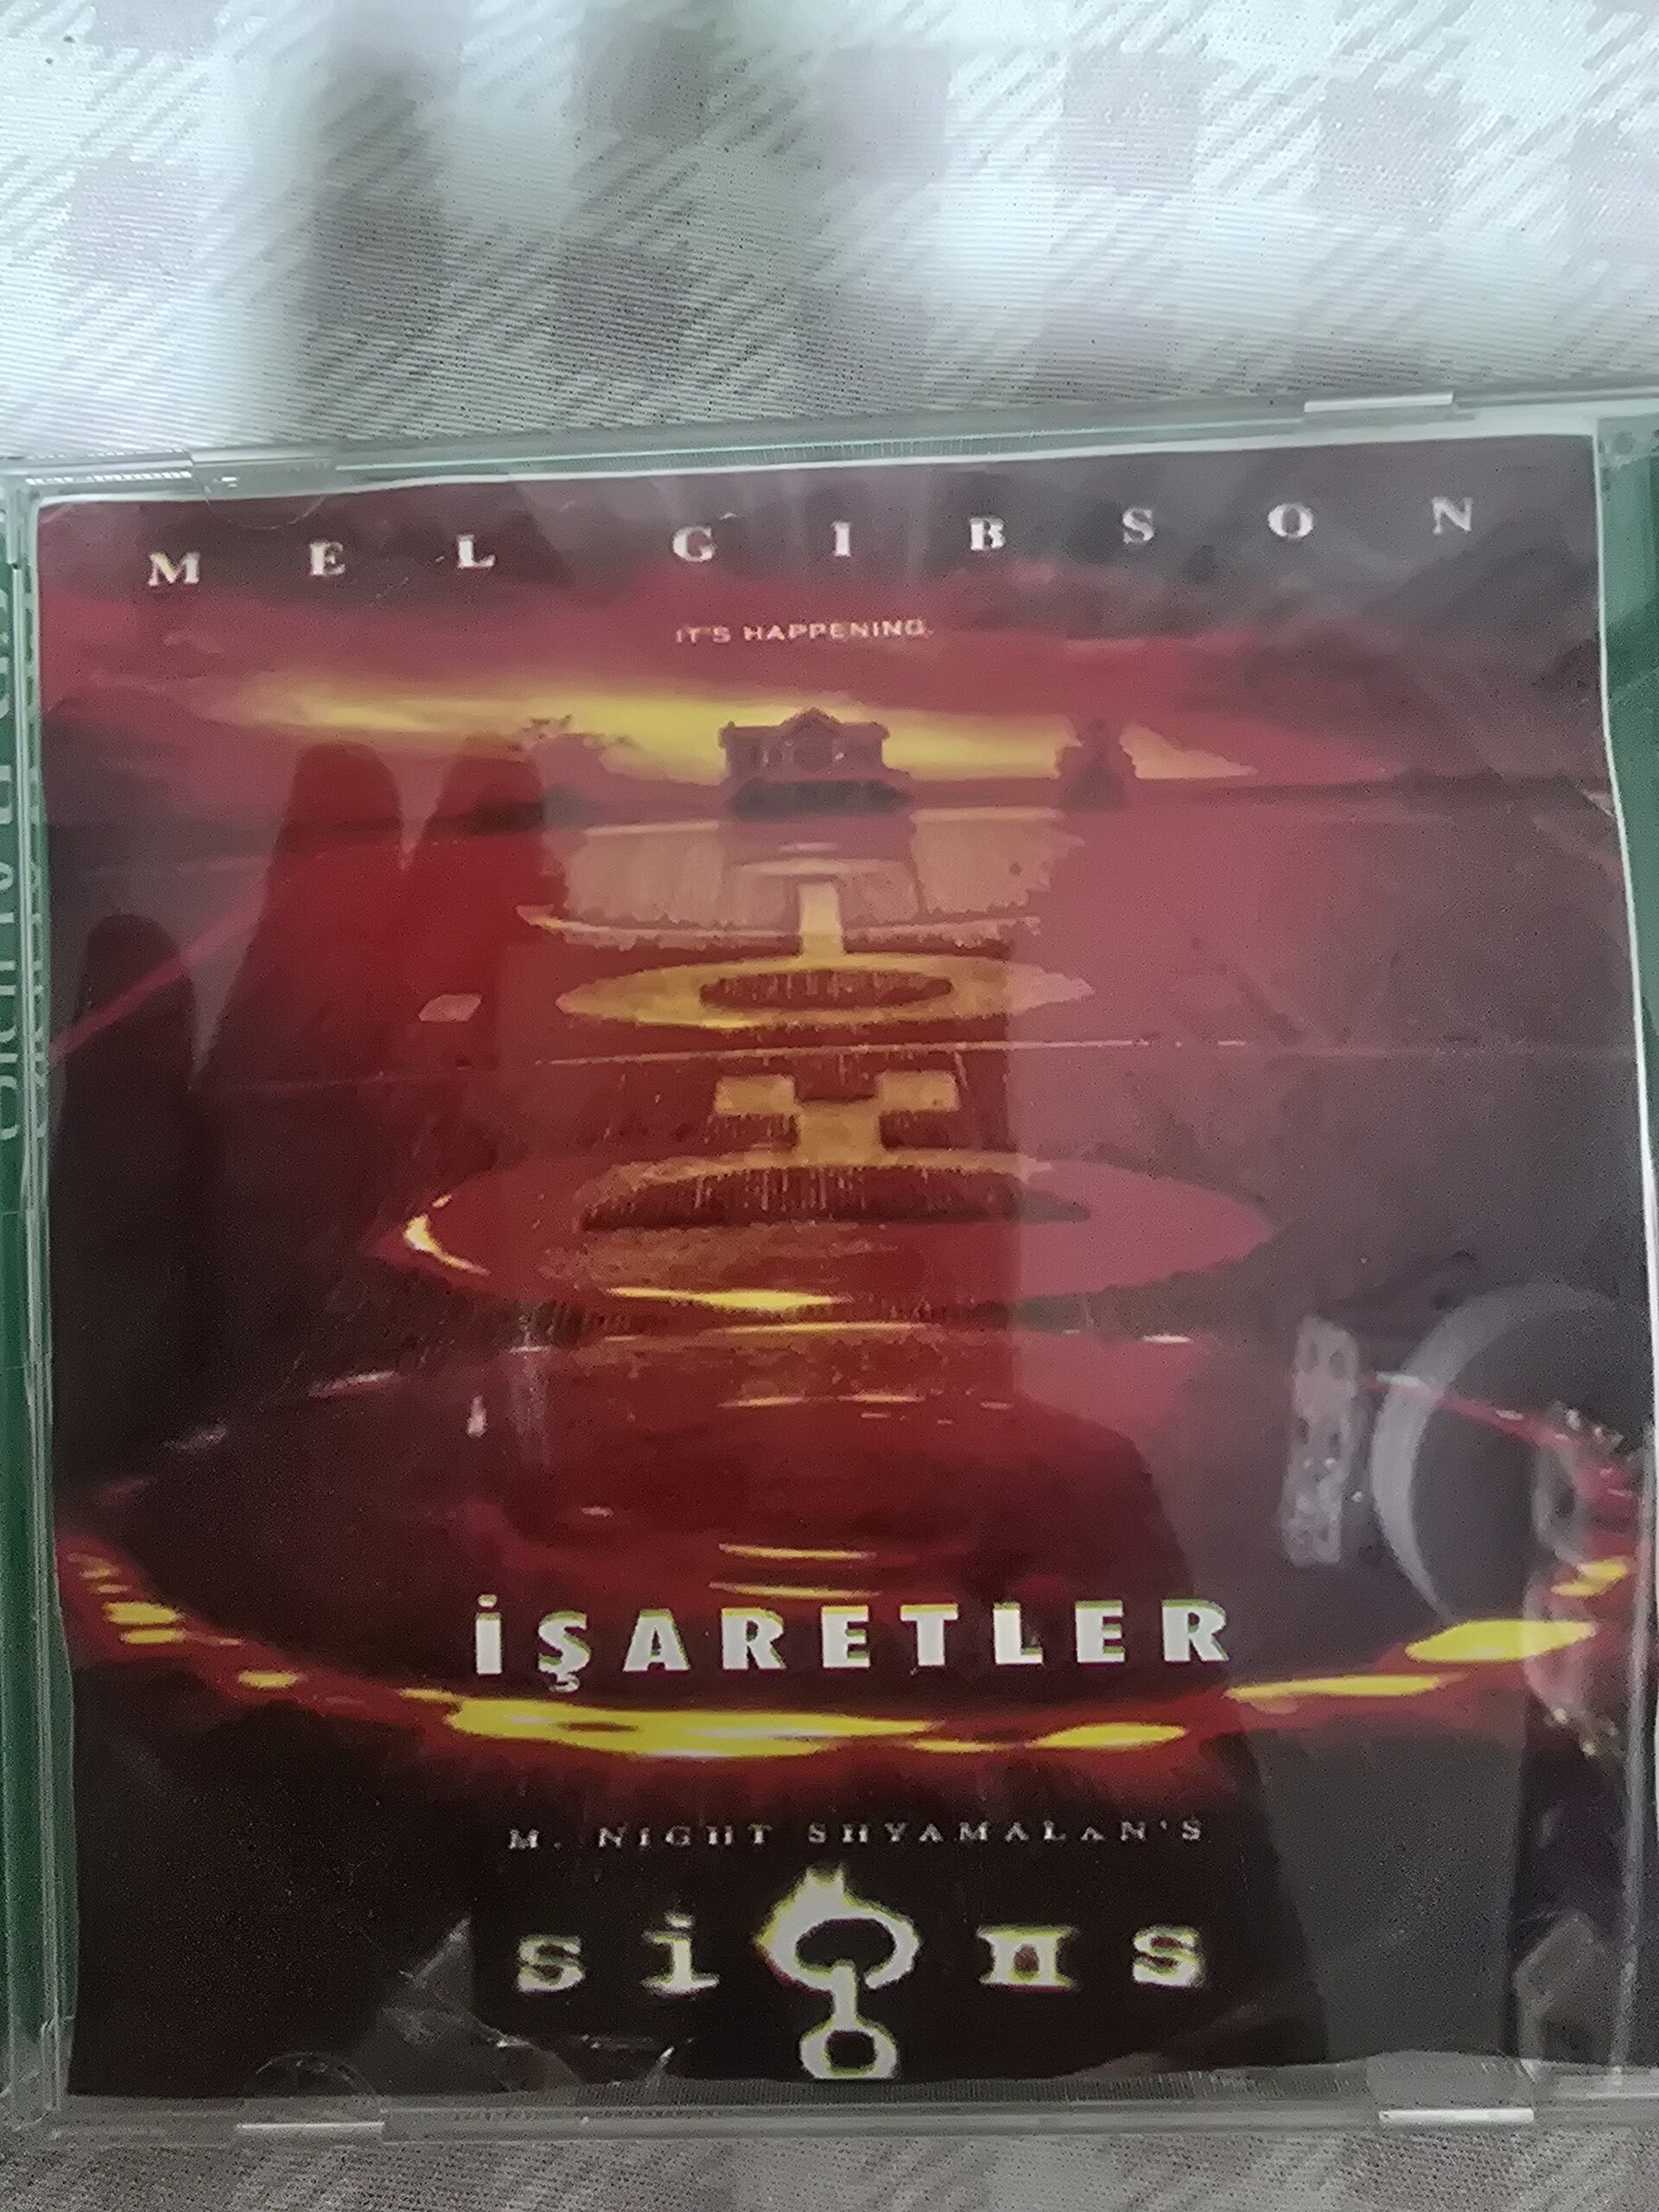 MEL GIBSON
IT'S HAPPENING.
İŞARETLER
M. NIGHT SHYAMALAN'S
signs